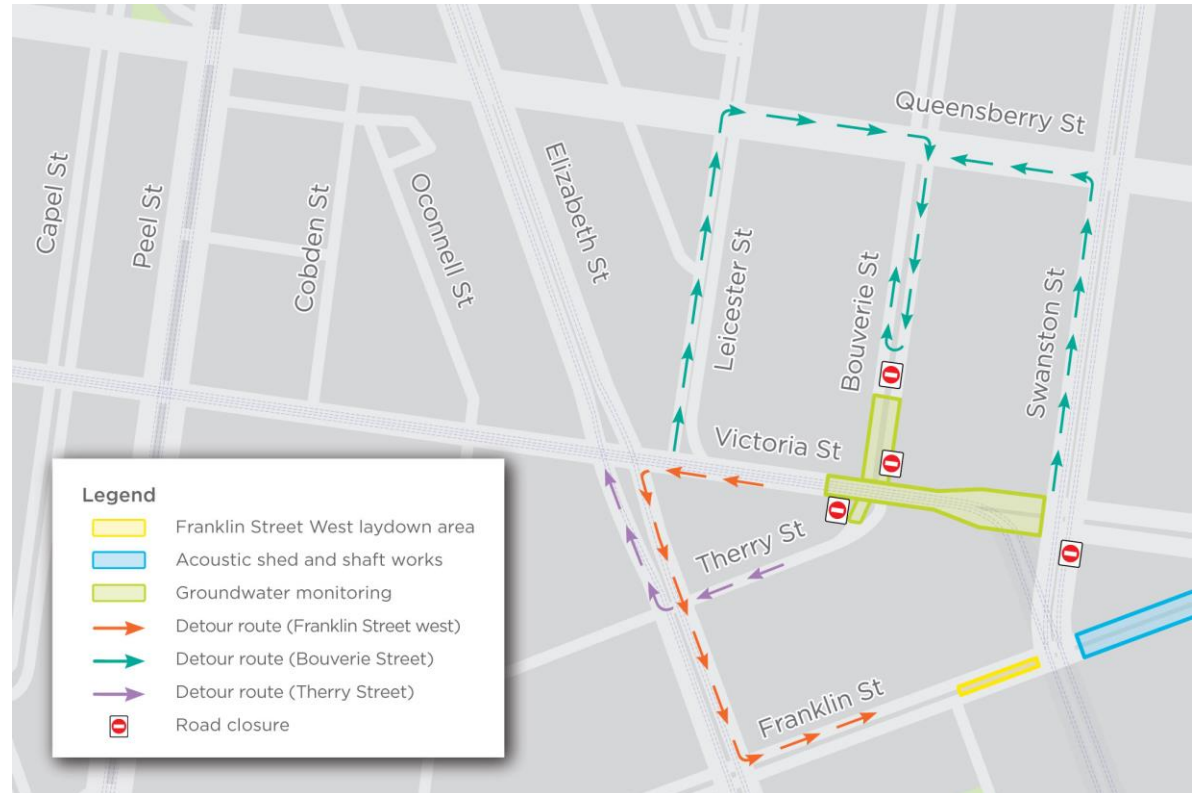 Queensberry St
Capel St
Peel St
Cobden St
Oconnell St
Elizabeth St
Leicester St
Bouverie St
Swanston St
Victoria St
Therry St
Franklin St
Legend
Franklin Street West laydown area
Acoustic shed and shaft works
Groundwater monitoring
Detour route (Franklin Street west)
Detour route (Bouverie Street)
Detour route (Therry Street)
Road closure